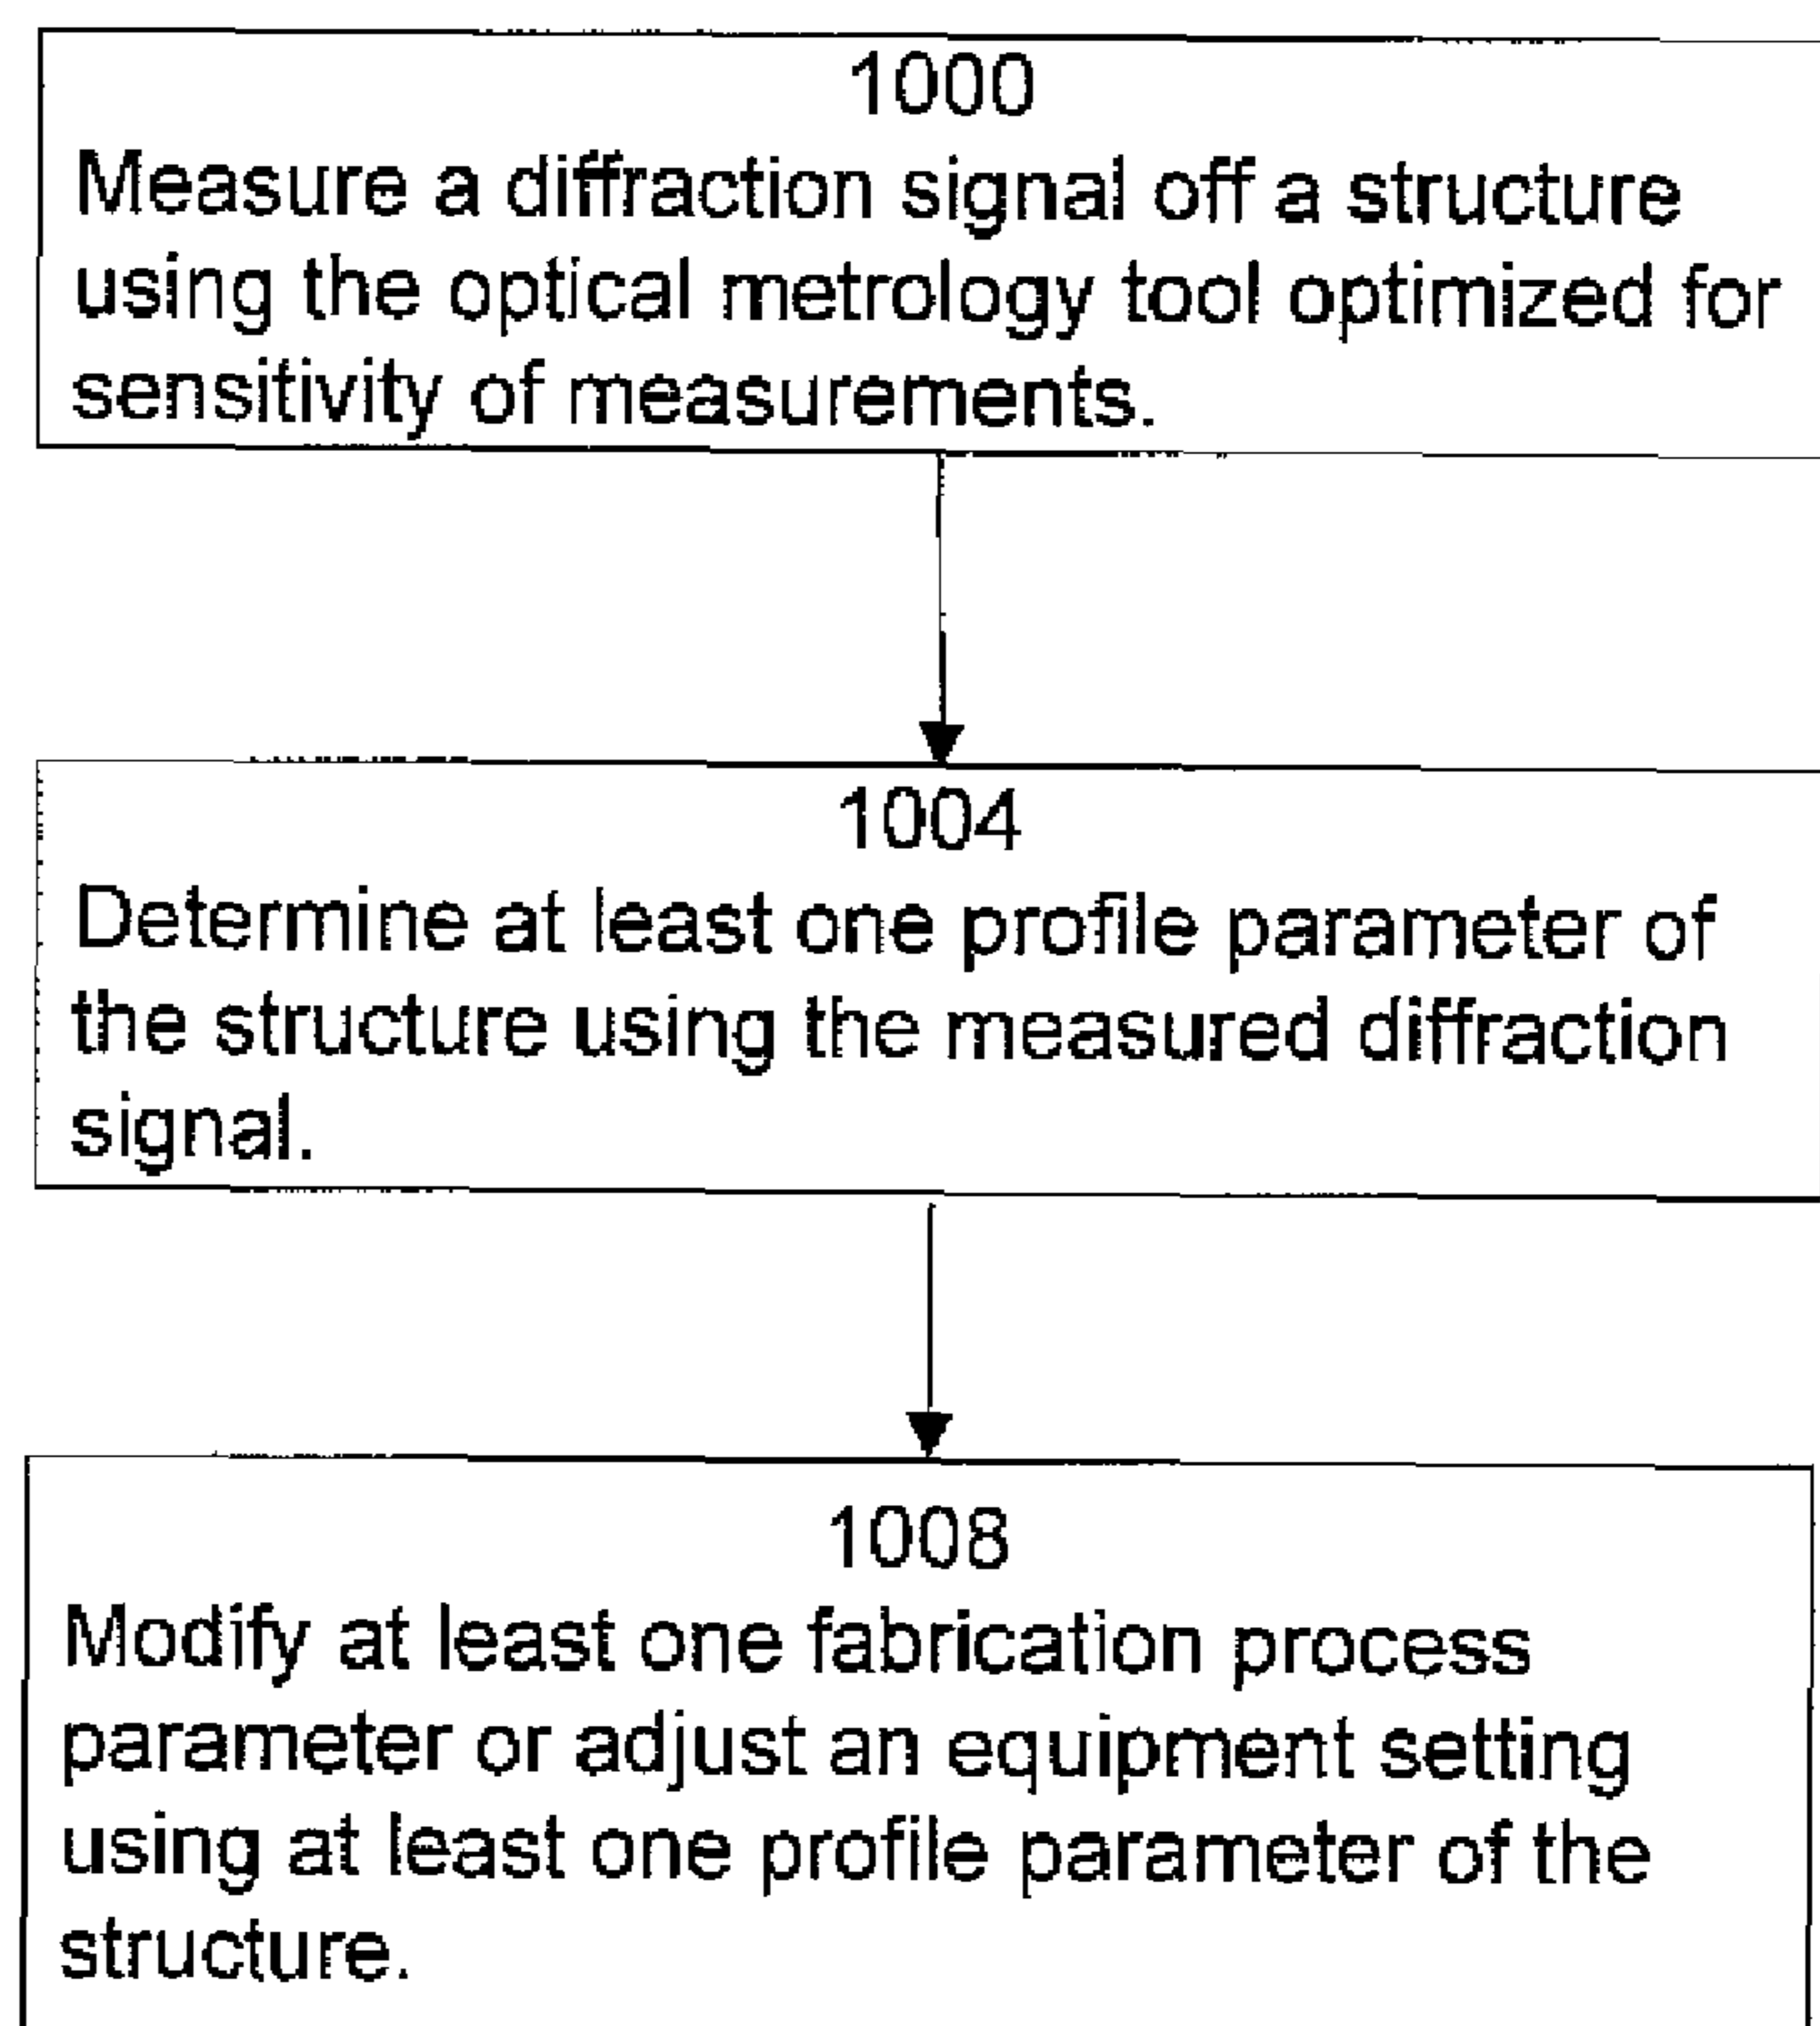 1000
Measure a diffraction signal off a structure
using the optical metrology tool optimized for
sensitivity of measurements.
1004
Determine at least one profile parameter of
the structure using the measured diffraction
signal.
1008
Modify at least one fabrication process
parameter or adjust an equipment setting
using at least one profile parameter of the
structure.